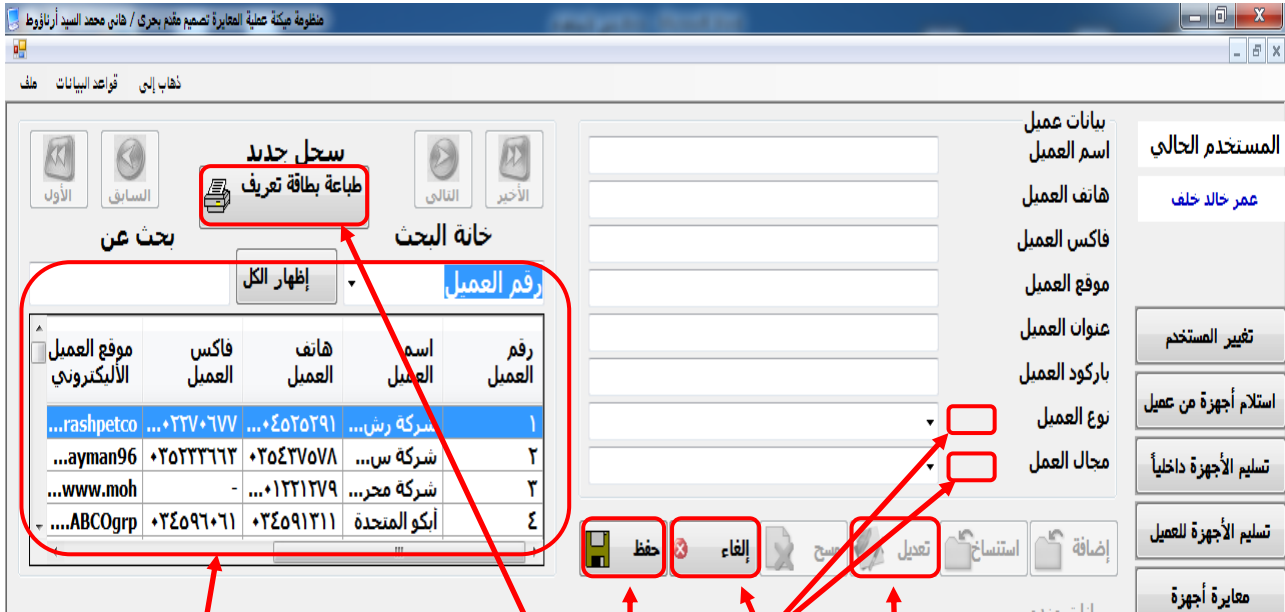 منظومة ميكنة عملية المعايرة تصميم مقدم بحرى / هانى محمد السيد أرناؤوط
ملف قواعد البيانات ذهاب إلى
المستخدم الحالي
عمر خالد خلف
تغيير المستخدم
استلام أجهزة من عميل
تسليم الأجهزة داخلياً
تسليم الأجهزة للعميل
معايرة أجهزة
بيانات عميل
اسم العميل
هاتف العميل
فاكس العميل
موقع العميل
عنوان العميل
باركود العميل
نوع العميل
مجال العمل
إضافة استنساخ تعديل مسح إلغاء حفظ
سجل جديد
الأخير التالى السابق الأول
طباعة بطاقة تعريف
خانة البحث بحث عن
رقم العميل إظهار الكل
رقم العميل اسم العميل هاتف العميل فاكس العميل موقع العميل الأليكتروني
١ شركة رش... ٠٤٥٢٥٢٩١... ٠٢٢٧٠٦٧٧... rashpetco...
٢ شركة س... ٠٣٥٤٣٧٥٧٨ ٠٣٥٢٣٣٦٦٣ ayman96...
٣ شركة مجر... ٠١٢٢١٢٧٩... - www.moh...
٤ أبكو المتحدة ٠٣٤٥٩١٣١١ ٠٣٤٥٩٦٠٦١ ABCOgrp....